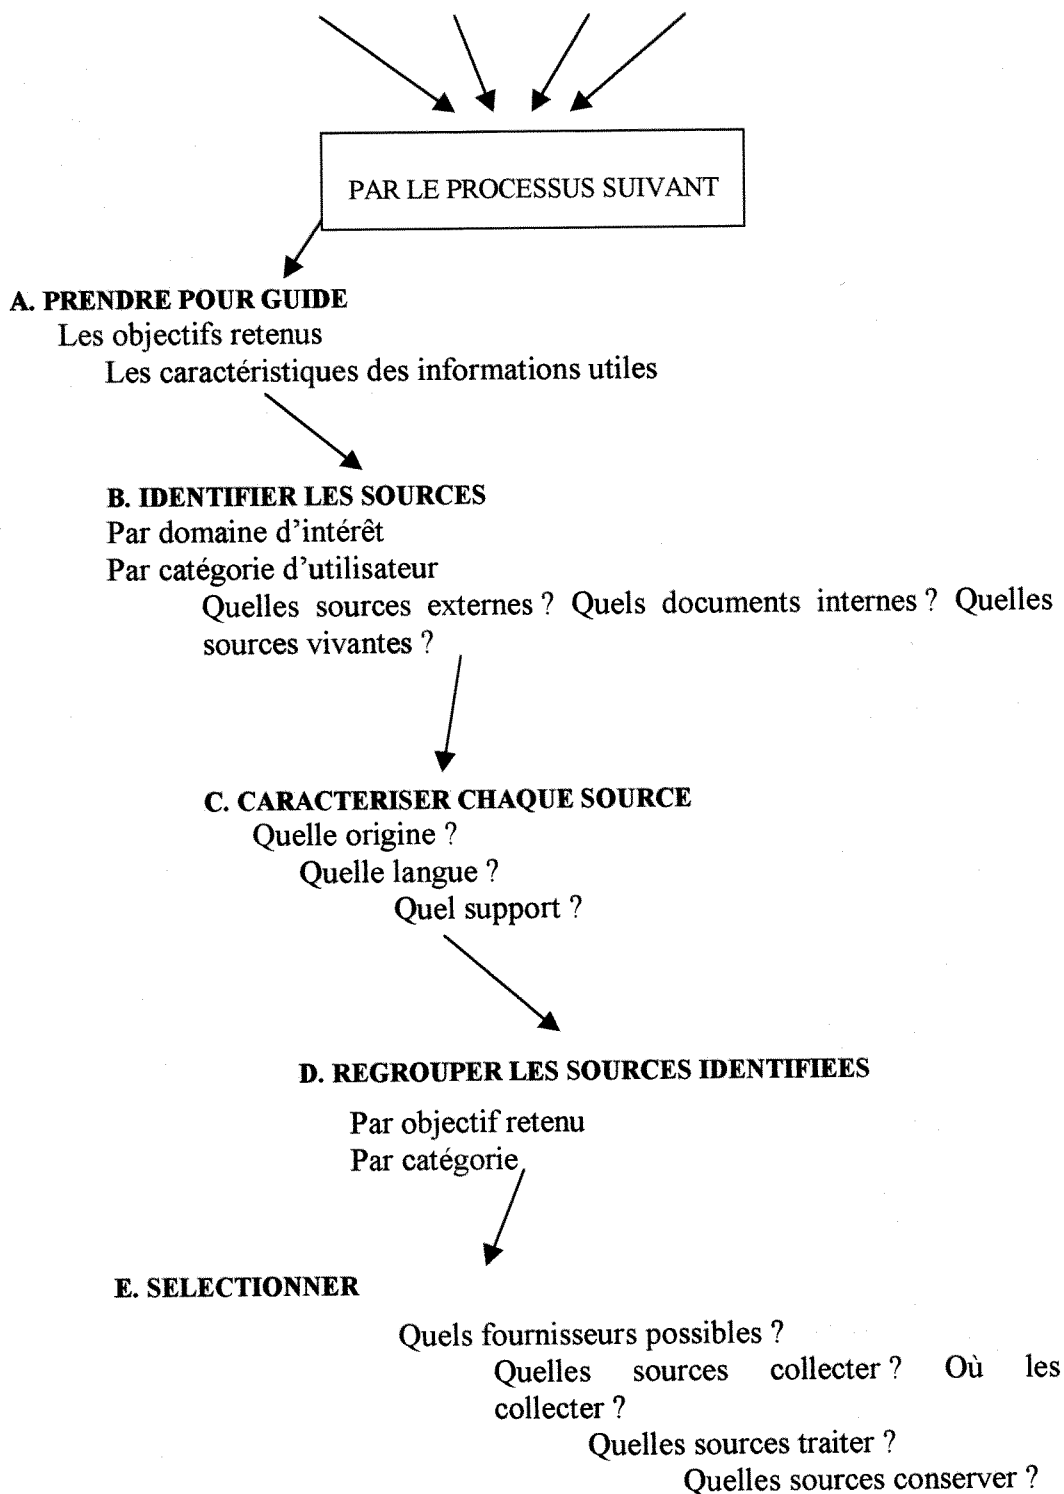 PAR LE PROCESSUS SUIVANT
A. PRENDRE POUR GUIDE
Les objectifs retenus
Les caractéristiques des informations utiles
B. IDENTIFIER LES SOURCES
Par domaine d'intérêt
Par catégorie d'utilisateur
Quelles sources externes ? Quels documents internes ? Quelles
sources vivantes ?
C. CARACTERISER CHAQUE SOURCE
Quelle origine ?
Quelle langue ?
Quel support ?
D. REGROUPER LES SOURCES IDENTIFIEES
Par objectif retenu
Par catégorie
E. SELECTIONNER
Quels fournisseurs possibles ?
Quelles sources collecter ? Où les
collecter ?
Quelles sources traiter ?
Quelles sources conserver ?